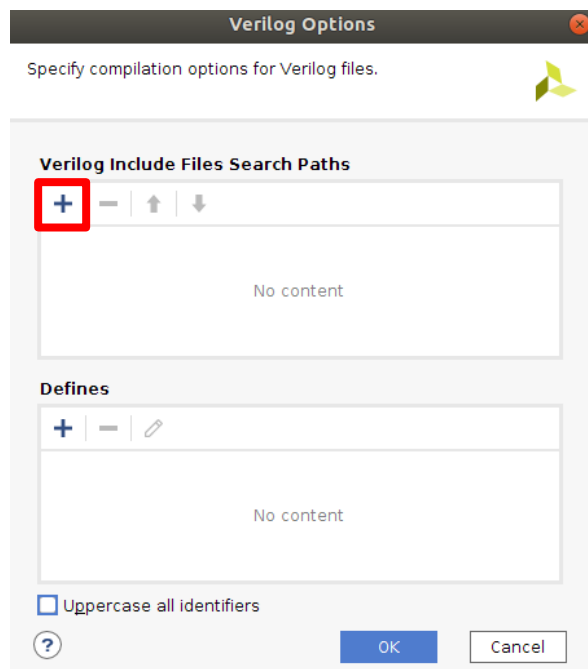 Verilog Options
Specify compilation options for Verilog files.
Verilog Include Files Search Paths
No content
Defines
No content
Uppercase all identifiers
?
OK
Cancel